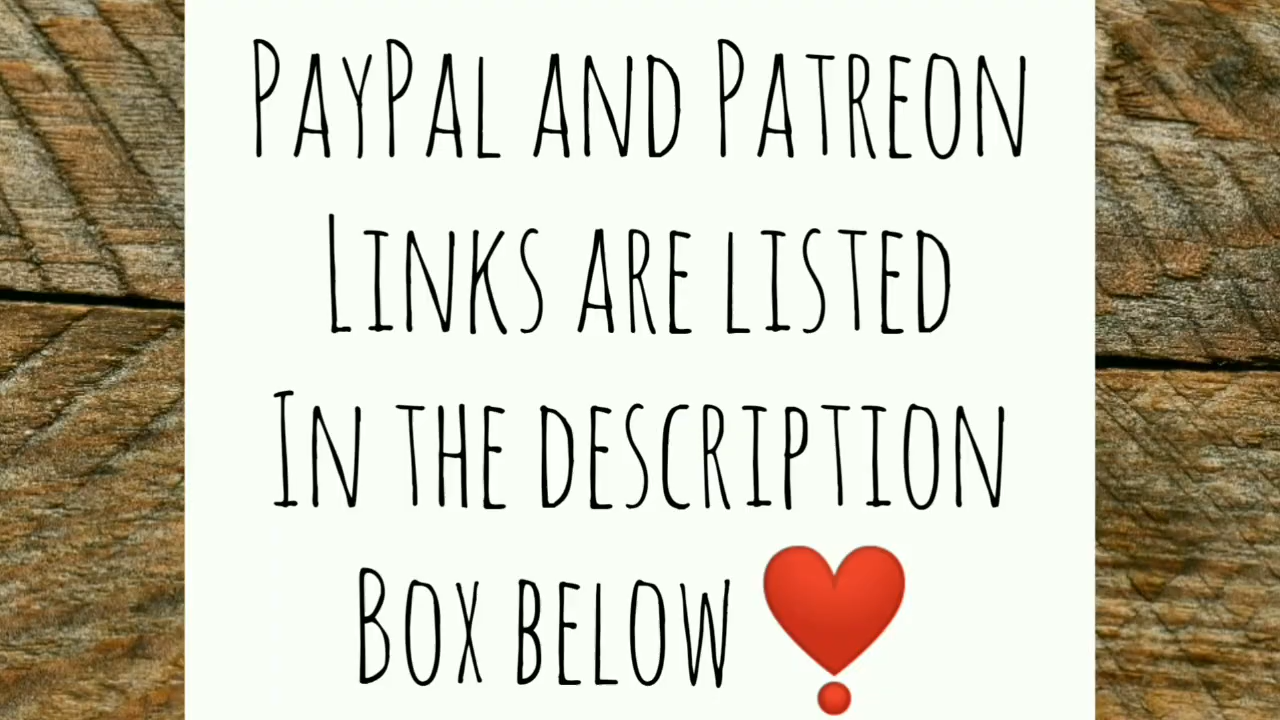 PayPal and Patreon
Links are listed
In the description
Box below ❣️